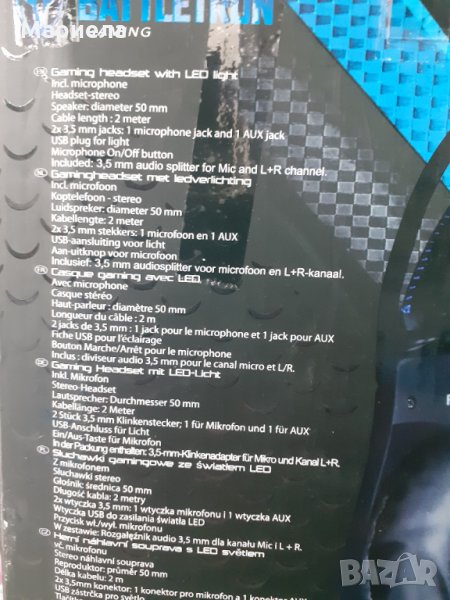 BATTLETRON
Мариела
GAMING
EN Gaming headset with LED light
Incl. microphone
Headset-stereo
Speaker: diameter 50 mm
Cable length: 2 meter
2x 3,5 mm jacks: 1 microphone jack and 1 AUX jack
USB plug for light
Microphone On/Off button
Included: 3,5 mm audio splitter for Mic and L+R channel.
NL Gamingheadset met ledverlichting
Incl. microfoon
Koptelefoon - stereo
Luidspreker: diameter 50 mm
Kabellengte: 2 meter
2x 3,5 mm stekkers: 1 microfoon en 1 AUX
USB-aansluiting voor licht
Aan-uitknop voor microfoon
Inclusief: 3,5 mm audiosplitter voor microfoon en L+R-kanaal.
FR Casque gaming avec LED
Avec microphone
Casque stéréo
Haut-parleur : diamètre 50 mm
Longueur du câble : 2 m
2 jacks de 3,5 mm : 1 jack pour le microphone et 1 jack pour AUX
Fiche USB pour l'éclairage
Bouton Marche/Arrêt pour le microphone
Inclus : diviseur audio 3,5 mm pour le canal micro et L/R.
DE Gaming Headset mit LED-Licht
Inkl. Mikrofon
Stereo-Headset
Lautsprecher: Durchmesser 50 mm
Kabellänge: 2 Meter
2 Stück 3,5 mm Klinkenstecker; 1 für Mikrofon und 1 für AUX
USB-Anschluss für Licht
Ein/Aus-Taste für Mikrofon
In der Packung enthalten: 3,5-mm-Klinkenadapter für Mikro und Kanal L+R.
PL Słuchawki gamingowe ze światłem LED
Z mikrofonem
Słuchawki stereo
Głośnik: średnica 50 mm
Długość kabla: 2 metry
2x wtyczka 3,5 mm: 1 wtyczka mikrofonu i 1 wtyczka AUX
Wtyczka USB do zasilania światła LED
Przycisk wł./wył. mikrofonu
W zestawie: Rozgałęźnik audio 3,5 mm dla kanału Mic i L + R.
CZ Herní náhlavní souprava s LED světlem
vč. mikrofonu
Stereo náhlavní souprava
Reproduktor: průměr 50 mm
Délka kabelu: 2 m
2x 3,5mm konektor: 1 konektor pro mikrofon a 1 konektor AUX
USB zástrčka pro světlo
BAZAR